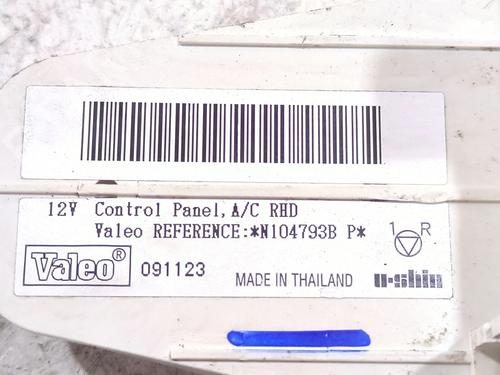 12V Control Panel, A/C RHD
Valeo REFERENCE:*N104793B P*
1 R
Valeo® 091123 MADE IN THAILAND u-shin